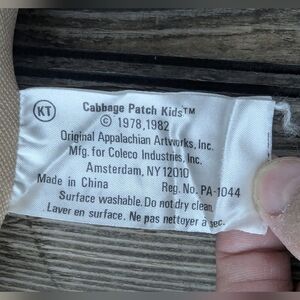 KT
Cabbage Patch Kids™
© 1978,1982
Original Appalachian Artworks, Inc.
Mfg. for Coleco Industries, Inc.
Amsterdam, NY 12010
Made in China Reg. No. PA-1044
Surface washable. Do not dry clean.
Laver en surface. Ne pas nettoyer a sec.